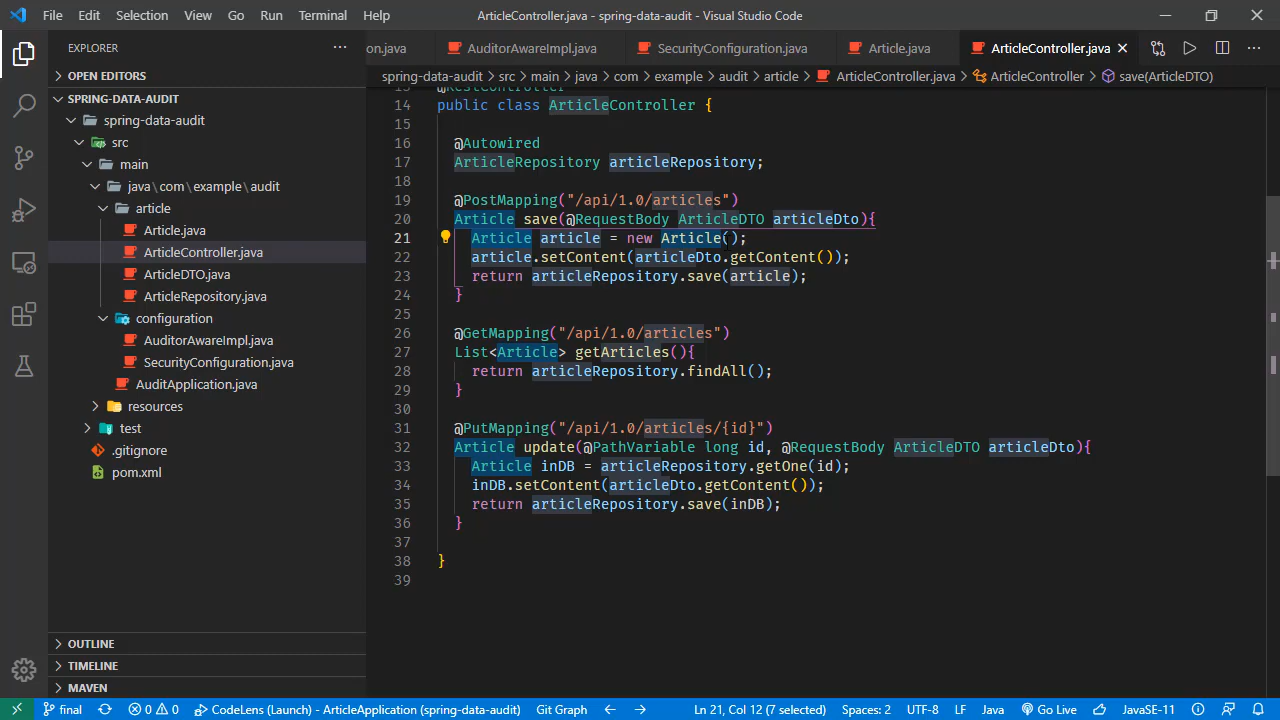 File Edit Selection View Go Run Terminal Help ArticleController.java - spring-data-audit - Visual Studio Code
EXPLORER
OPEN EDITORS
SPRING-DATA-AUDIT
spring-data-audit
src
main
java\com\example\audit
article
Article.java
ArticleController.java
ArticleDTO.java
ArticleRepository.java
configuration
AuditorAwareImpl.java
SecurityConfiguration.java
AuditApplication.java
resources
test
.gitignore
pom.xml
OUTLINE
TIMELINE
MAVEN
on.java AuditorAwareImpl.java SecurityConfiguration.java Article.java ArticleController.java
spring-data-audit > src > main > java > com > example > audit > article > ArticleController.java > ArticleController > save(ArticleDTO)
13 @RestController
14 public class ArticleController {
15
16 @Autowired
17 ArticleRepository articleRepository;
18
19 @PostMapping("/api/1.0/articles")
20 Article save(@RequestBody ArticleDTO articleDto){
21 Article article = new Article();
22 article.setContent(articleDto.getContent());
23 return articleRepository.save(article);
24 }
25
26 @GetMapping("/api/1.0/articles")
27 List<Article> getArticles(){
28 return articleRepository.findAll();
29 }
30
31 @PutMapping("/api/1.0/articles/{id}")
32 Article update(@PathVariable long id, @RequestBody ArticleDTO articleDto){
33 Article inDB = articleRepository.getOne(id);
34 inDB.setContent(articleDto.getContent());
35 return articleRepository.save(inDB);
36 }
37
38 }
39
final 0 0 CodeLens (Launch) - ArticleApplication (spring-data-audit) Git Graph Ln 21, Col 12 (7 selected) Spaces: 2 UTF-8 LF Java Go Live JavaSE-11